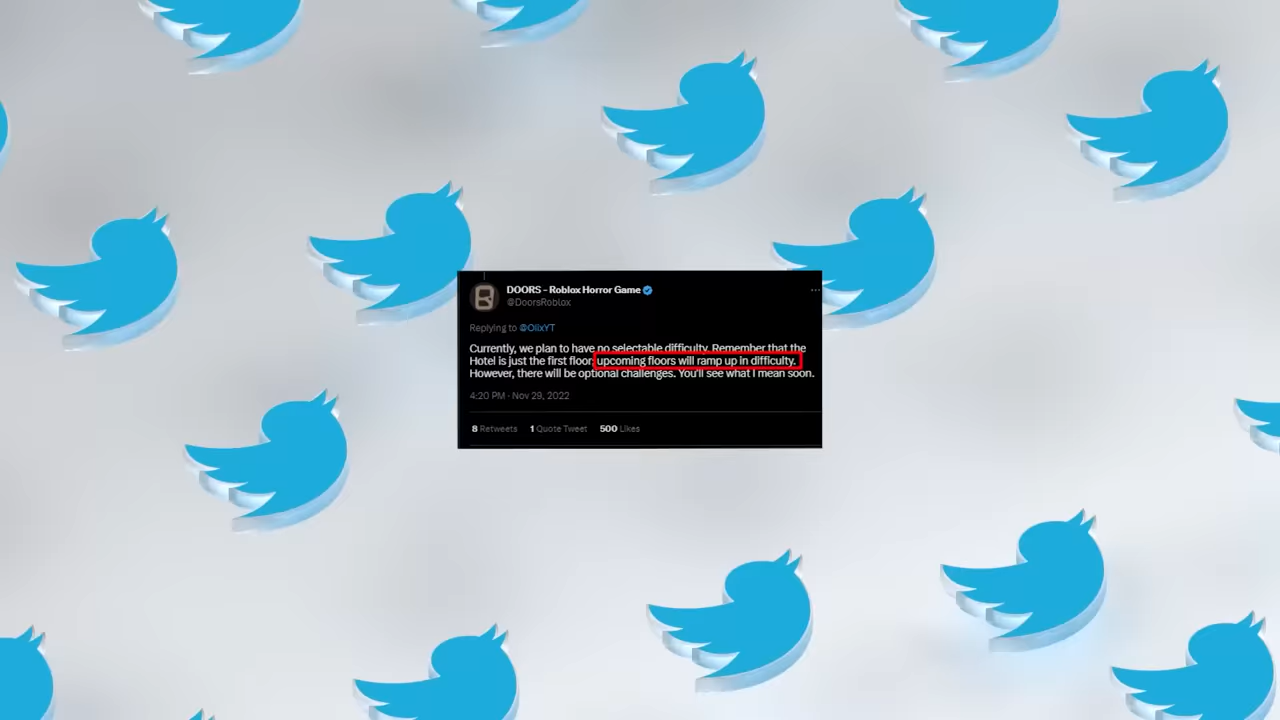 DOORS - Roblox Horror Game
@DoorsRoblox
Replying to @OlixYT
Currently, we plan to have no selectable difficulty. Remember that the
Hotel is just the first floor: upcoming floors will ramp up in difficulty.
However, there will be optional challenges. You'll see what I mean soon.
4:20 PM · Nov 29, 2022
8 Retweets 1 Quote Tweet 500 Likes